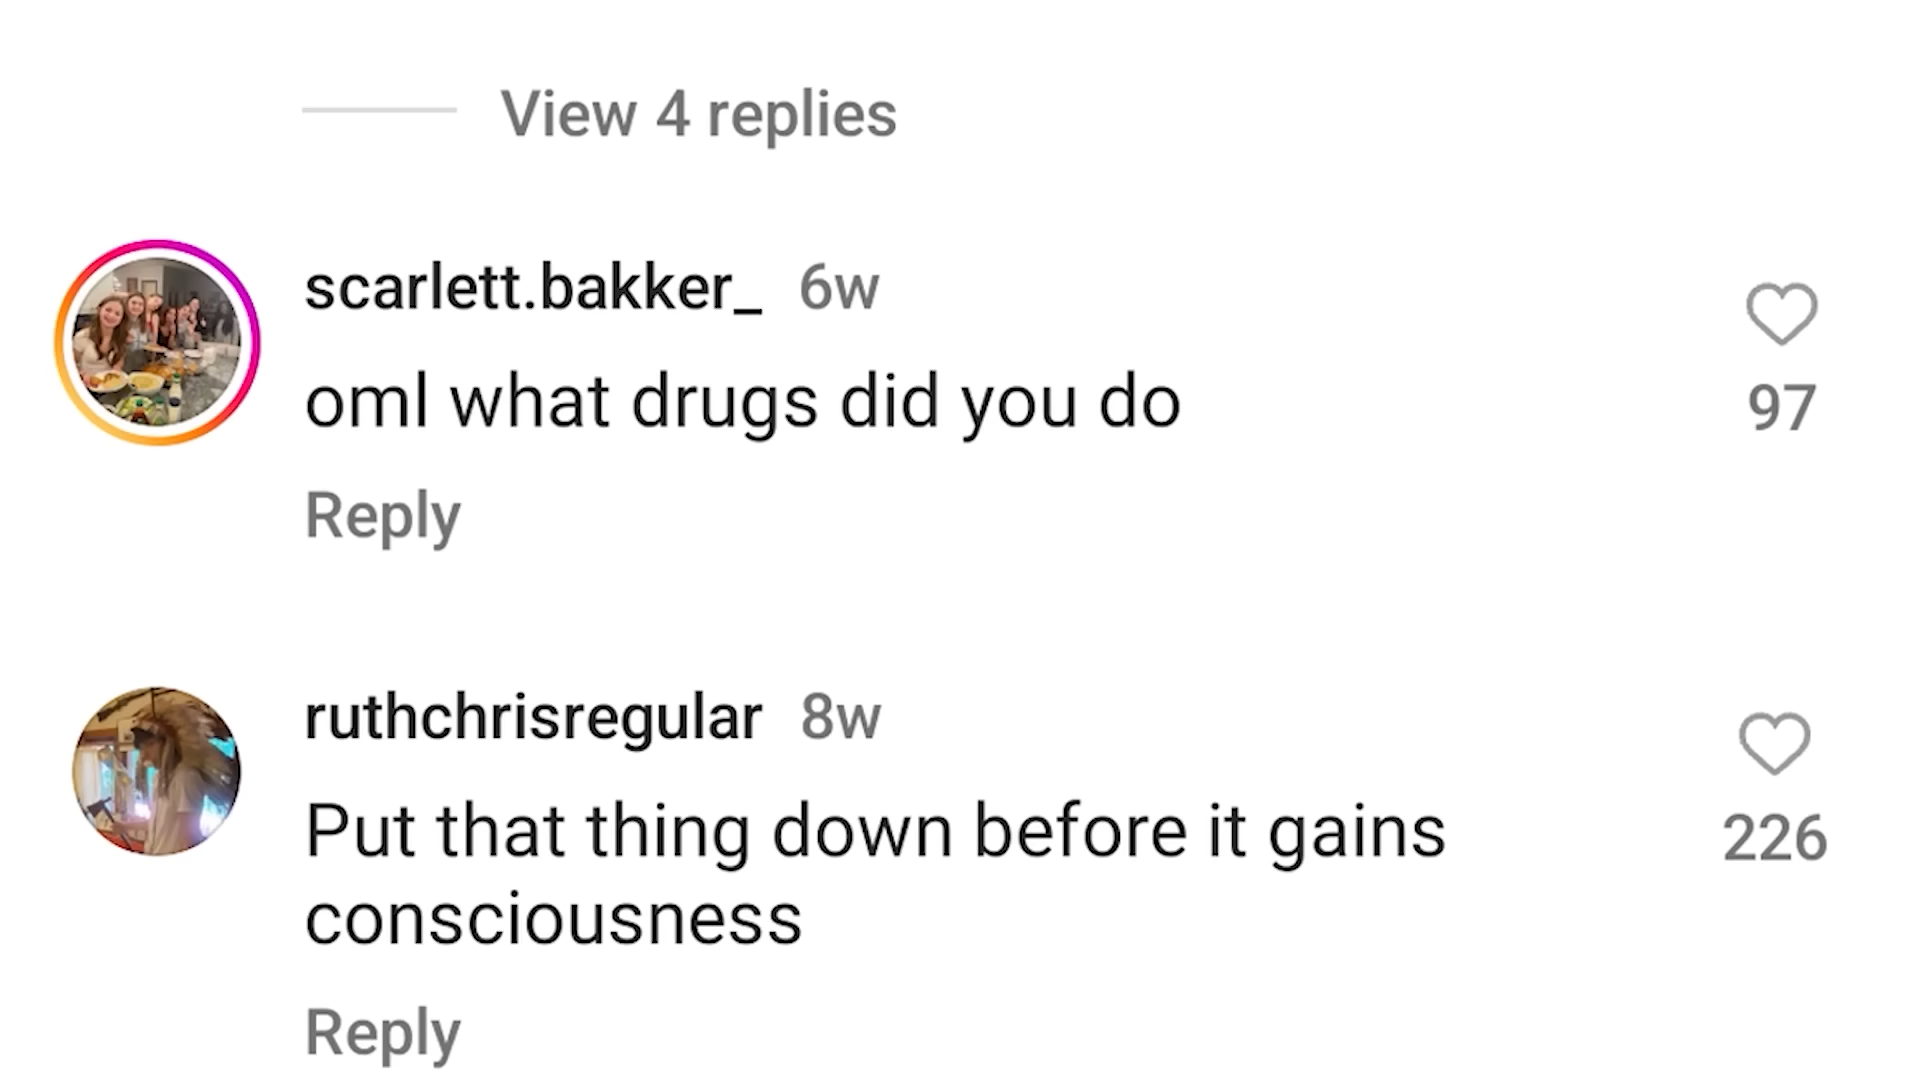 View 4 replies
scarlett.bakker_ 6w
oml what drugs did you do
97
Reply
ruthchrisregular 8w
Put that thing down before it gains
consciousness
226
Reply